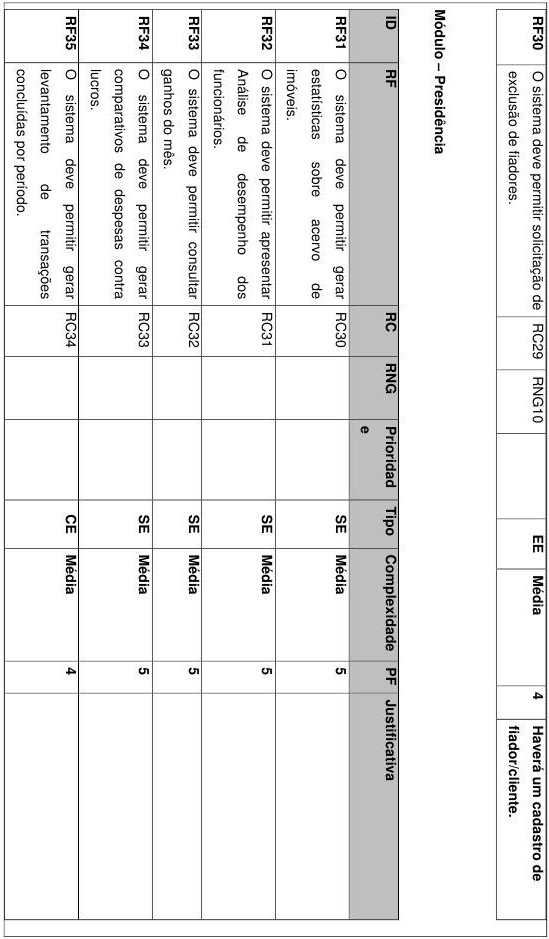 RF30 O sistema deve permitir solicitação de RC29 RNG10 EE Média 4 Haverá um cadastro de
exclusão de fiadores. fiador/cliente.
Módulo – Presidência
ID RF RC RNG Prioridad Tipo Complexidade PF Justificativa
e
RF31 O sistema deve permitir gerar RC30 SE Média 5
estatísticas sobre acervo de
imóveis.
RF32 O sistema deve permitir apresentar RC31 SE Média 5
Análise de desempenho dos
funcionários.
RF33 O sistema deve permitir consultar RC32 SE Média 5
ganhos do mês.
RF34 O sistema deve permitir gerar RC33 SE Média 5
comparativos de despesas contra
lucros.
RF35 O sistema deve permitir gerar RC34 CE Média 4
levantamento de transações
concluídas por período.